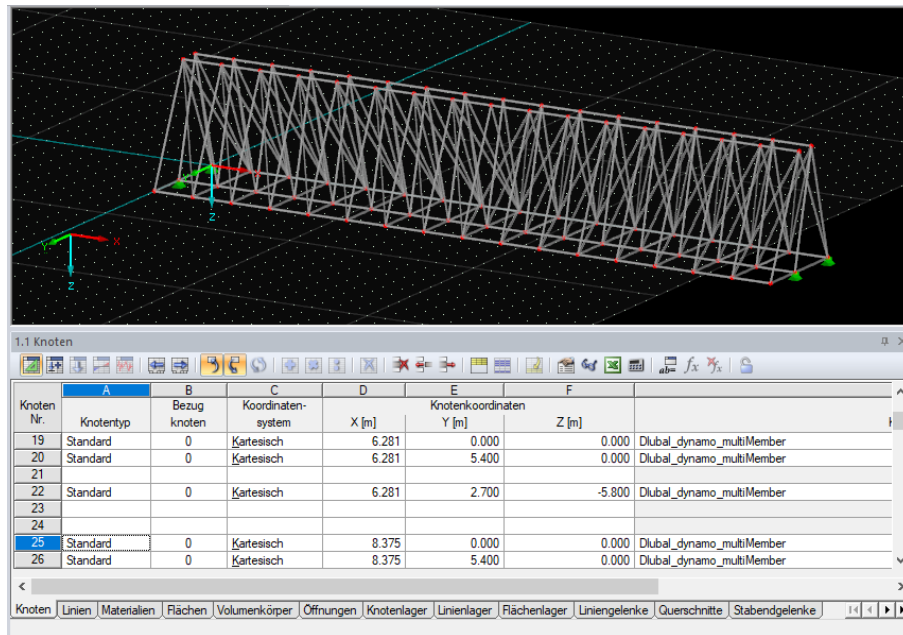 Z
Y
X
Z
1.1 Knoten
A B C D E F
Knoten Bezug Koordinaten- Knotenkoordinaten
Nr. Knotentyp knoten system X [m] Y [m] Z [m]
19 Standard 0 Kartesisch 6.281 0.000 0.000 Dlubal_dynamo_multiMember
20 Standard 0 Kartesisch 6.281 5.400 0.000 Dlubal_dynamo_multiMember
21
22 Standard 0 Kartesisch 6.281 2.700 -5.800 Dlubal_dynamo_multiMember
23
24
25 Standard 0 Kartesisch 8.375 0.000 0.000 Dlubal_dynamo_multiMember
26 Standard 0 Kartesisch 8.375 5.400 0.000 Dlubal_dynamo_multiMember
Knoten Linien Materialien Flächen Volumenkörper Öffnungen Knotenlager Linienlager Flächenlager Liniengelenke Querschnitte Stabendgelenke